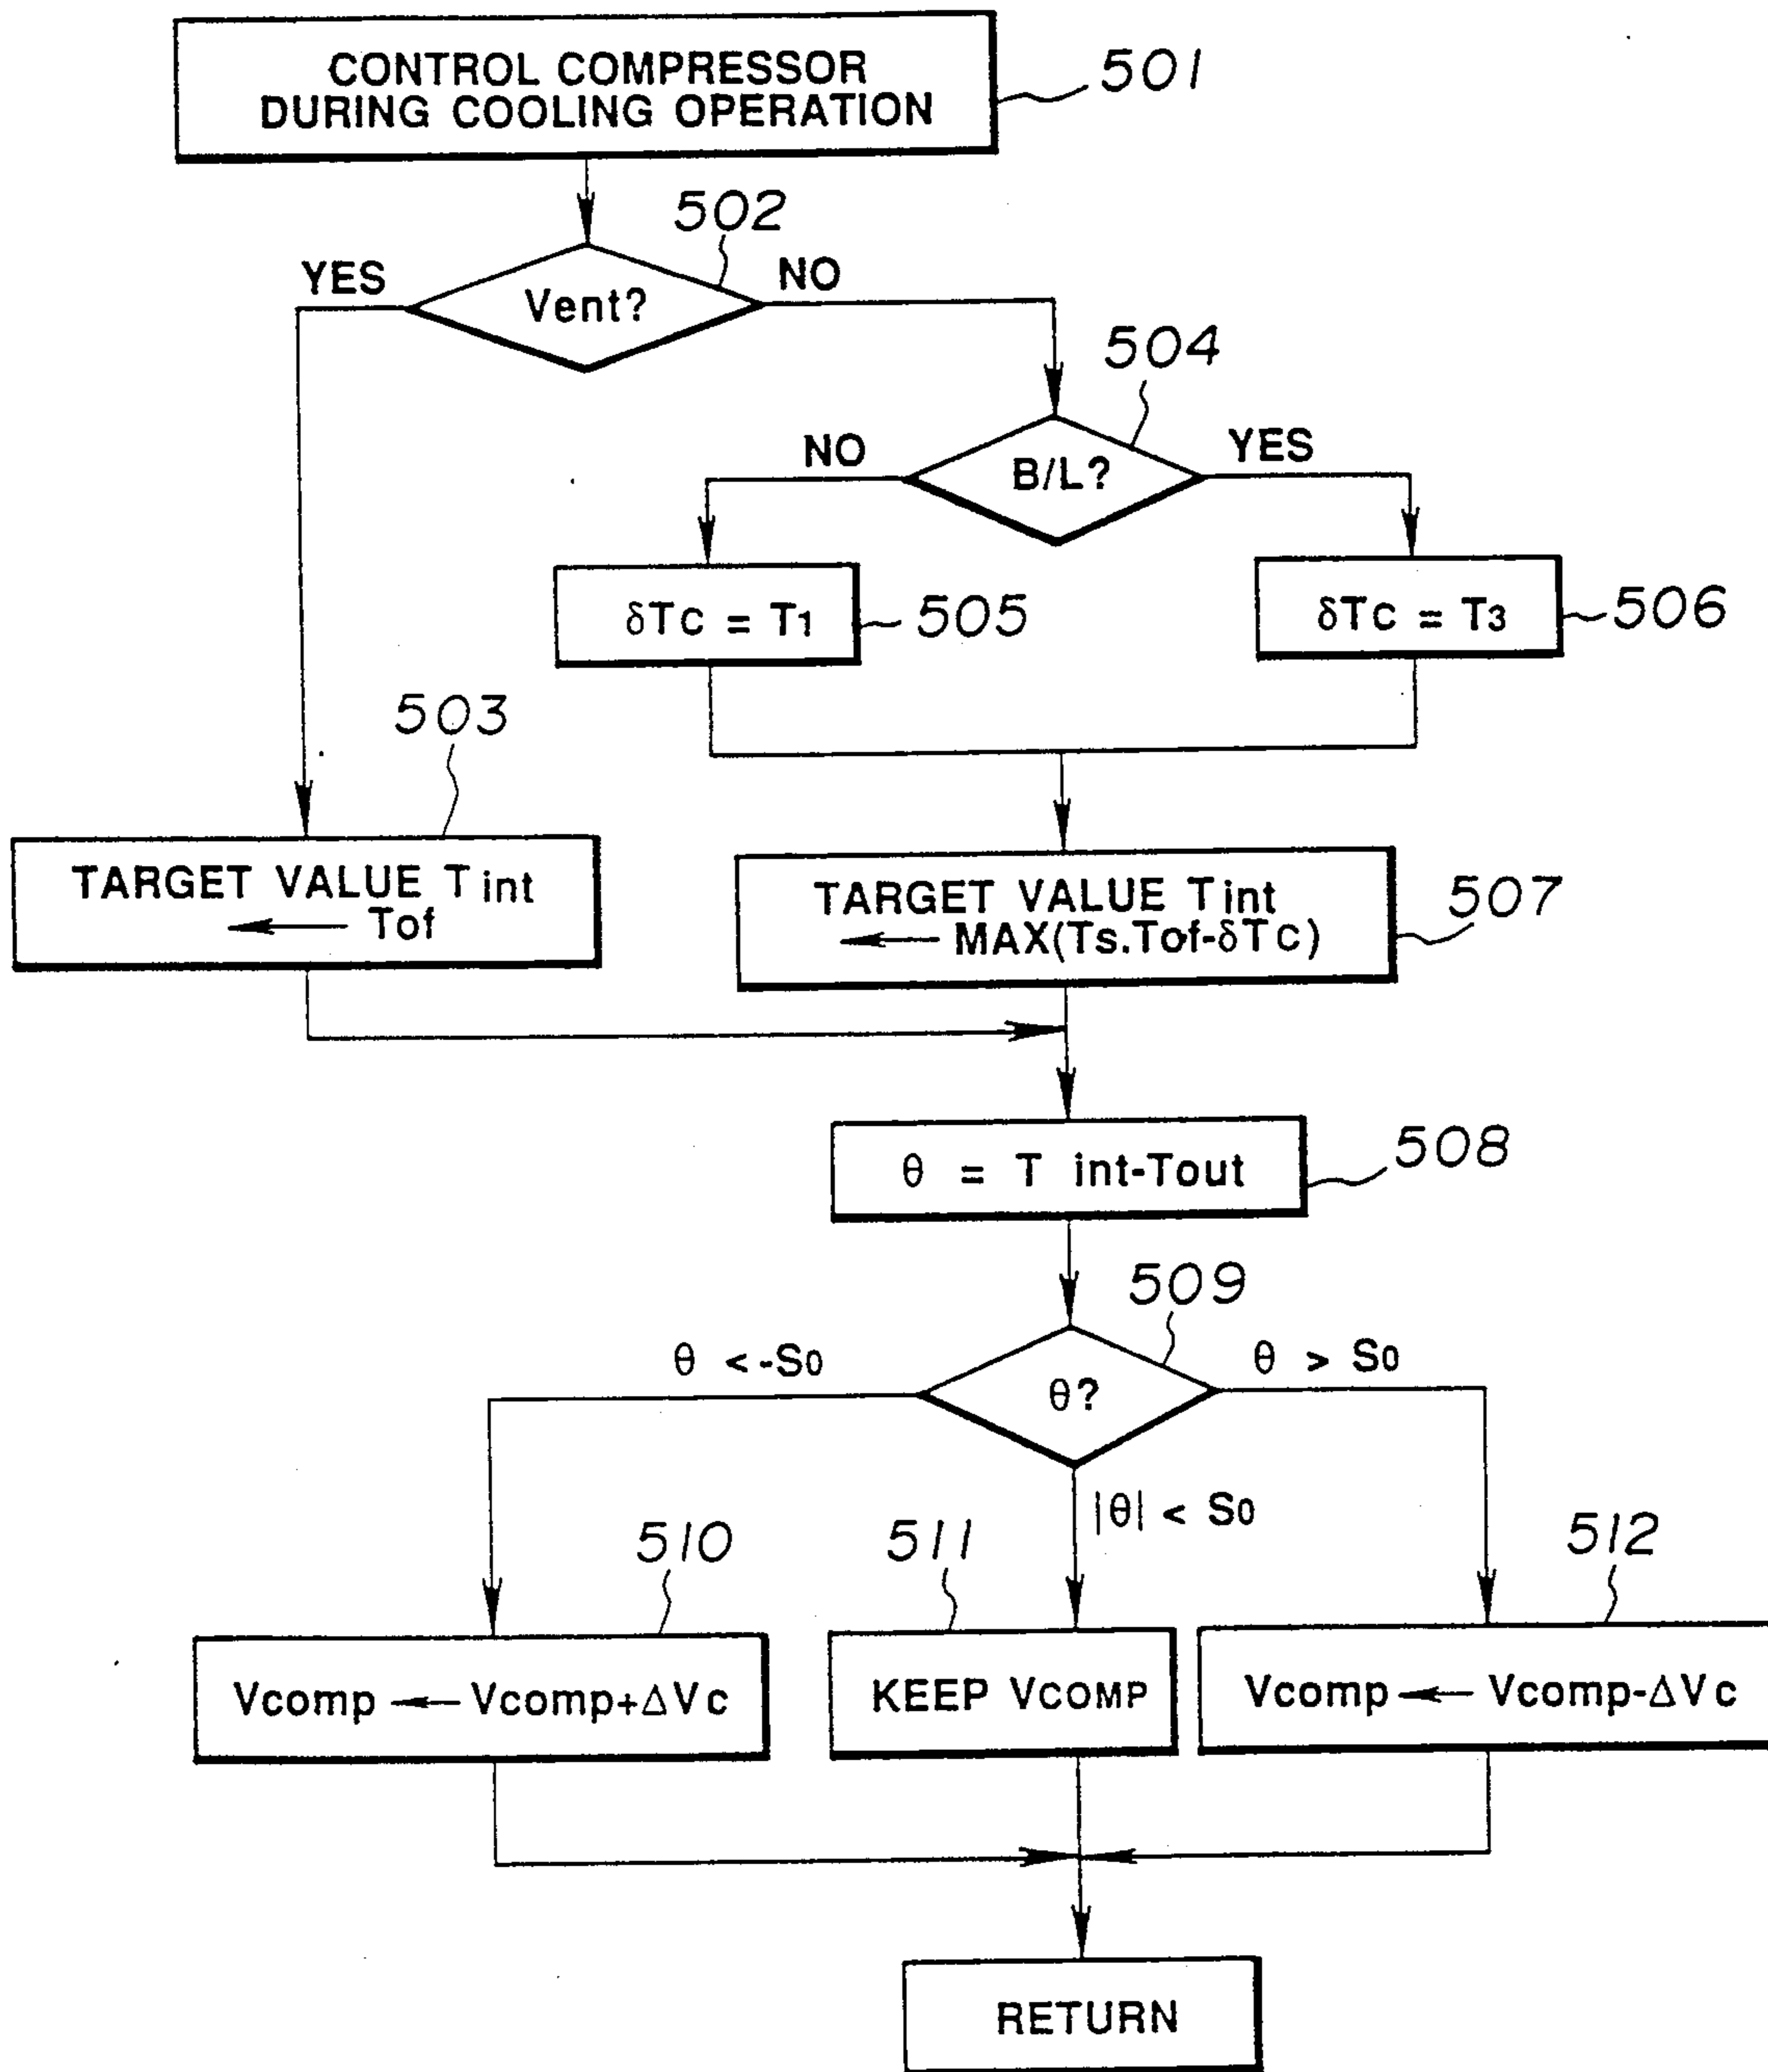 CONTROL COMPRESSOR
DURING COOLING OPERATION
501
502
YES
NO
Vent?
504
NO
YES
B/L?
δTC = T1
505
δTC = T3
506
503
TARGET VALUE Tint
← Tof
TARGET VALUE Tint
← MAX(Ts.Tof-δTC)
507
θ = T int-Tout
508
509
θ < -S0
θ > S0
θ?
|θ| < S0
510
511
512
Vcomp ← Vcomp+ΔVc
KEEP VCOMP
Vcomp ← Vcomp-ΔVc
RETURN